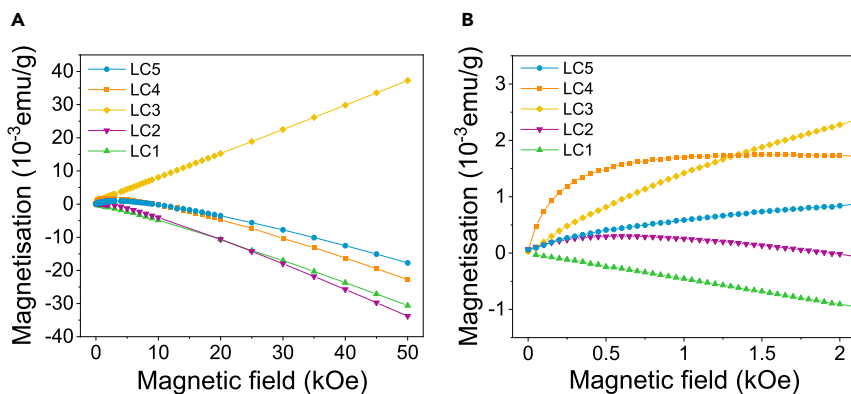 A
Magnetisation (10-3emu/g)
40
30
20
10
0
-10
-20
-30
-40
LC5
LC4
LC3
LC2
LC1
0
10
20
30
40
50
Magnetic field (kOe)
B
Magnetisation (10-3emu/g)
3
2
1
0
-1
LC5
LC4
LC3
LC2
LC1
0
0.5
1
1.5
2
Magnetic field (kOe)